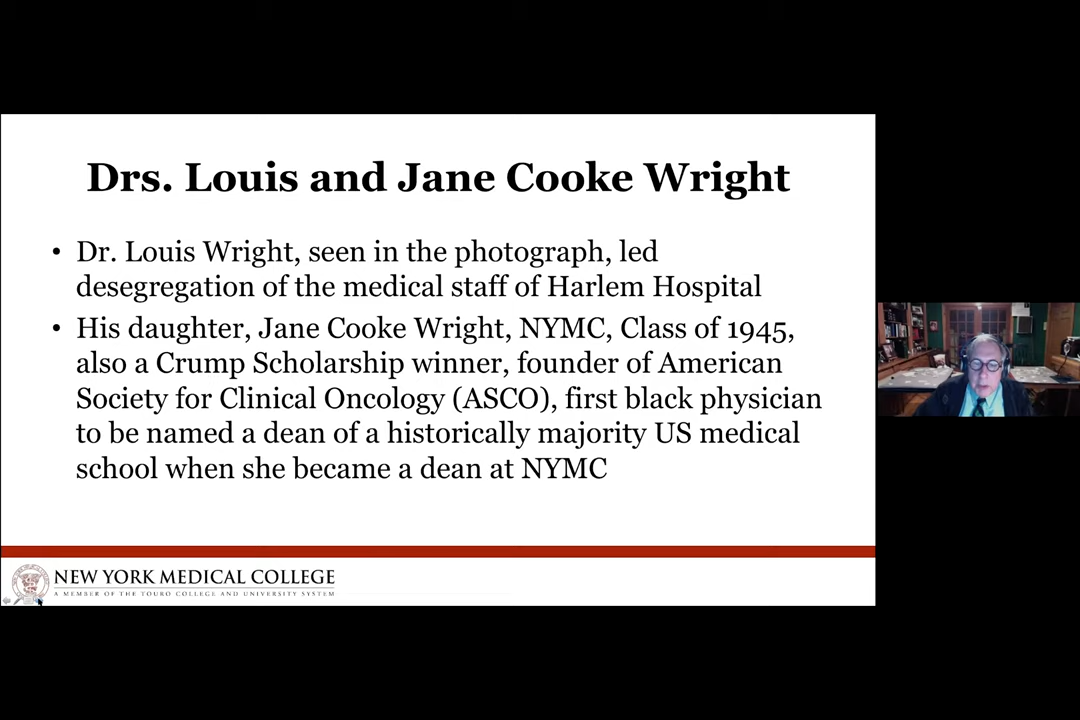 Drs. Louis and Jane Cooke Wright
• Dr. Louis Wright, seen in the photograph, led
desegregation of the medical staff of Harlem Hospital
• His daughter, Jane Cooke Wright, NYMC, Class of 1945,
also a Crump Scholarship winner, founder of American
Society for Clinical Oncology (ASCO), first black physician
to be named a dean of a historically majority US medical
school when she became a dean at NYMC
NEW YORK MEDICAL COLLEGE
A MEMBER OF THE TOURO COLLEGE AND UNIVERSITY SYSTEM